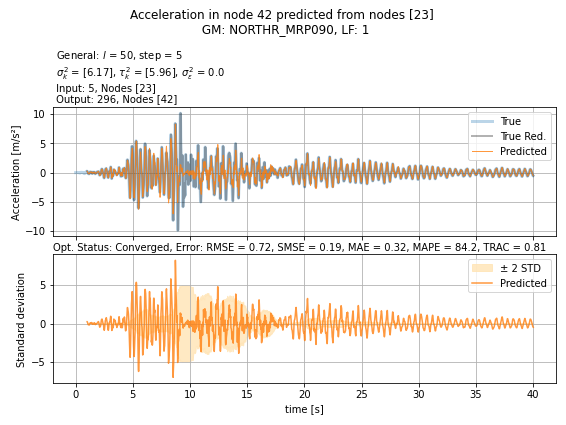 Acceleration in node 42 predicted from nodes [23]
GM: NORTHR_MRP090, LF: 1
General: l = 50, step = 5
σ²ₖ = [6.17], τ²ₖ = [5.96], σ²ε = 0.0
Input: 5, Nodes [23]
Output: 296, Nodes [42]
Acceleration [m/s²]
10
5
0
−5
−10
True
True Red.
Predicted
Opt. Status: Converged, Error: RMSE = 0.72, SMSE = 0.19, MAE = 0.32, MAPE = 84.2, TRAC = 0.81
Standard deviation
5
0
−5
± 2 STD
Predicted
0 5 10 15 20 25 30 35 40
time [s]